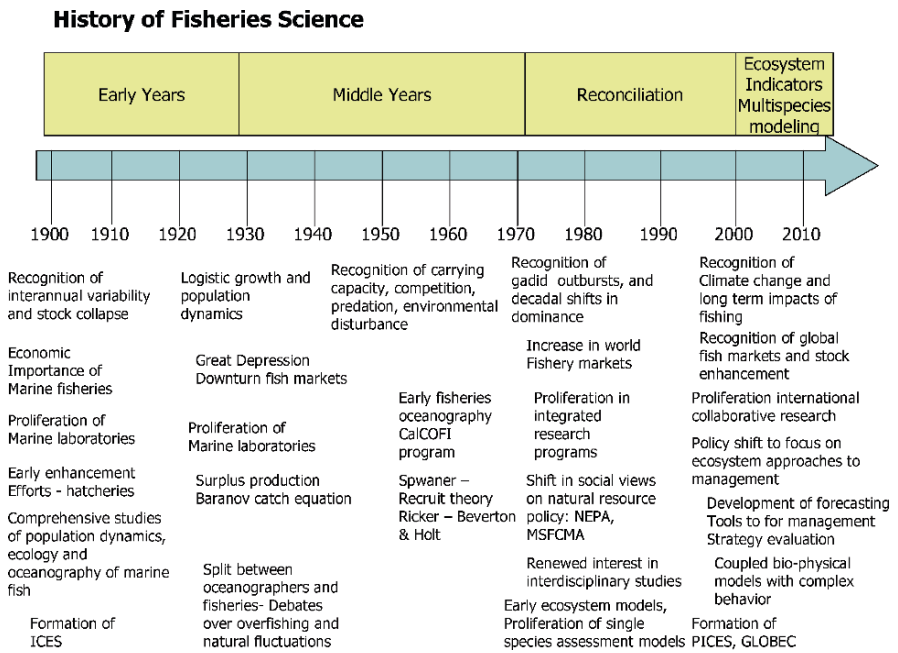 History of Fisheries Science
Early Years
Middle Years
Reconciliation
Ecosystem
Indicators
Multispecies
modeling
1900 1910 1920 1930 1940 1950 1960 1970 1980 1990 2000 2010
Recognition of
interannual variability
and stock collapse
Economic
Importance of
Marine fisheries
Proliferation of
Marine laboratories
Early enhancement
Efforts - hatcheries
Comprehensive studies
of population dynamics,
ecology and
oceanography of marine
fish
Formation of
ICES
Logistic growth and
population
dynamics
Great Depression
Downturn fish markets
Proliferation of
Marine laboratories
Surplus production
Baranov catch equation
Split between
oceanographers and
fisheries- Debates
over overfishing and
natural fluctuations
Recognition of carrying
capacity, competition,
predation, environmental
disturbance
Early fisheries
oceanography
CalCOFI
program
Spwaner –
Recruit theory
Ricker – Beverton
& Holt
Recognition of
gadid outbursts, and
decadal shifts in
dominance
Increase in world
Fishery markets
Proliferation in
integrated
research
programs
Shift in social views
on natural resource
policy: NEPA,
MSFCMA
Renewed interest in
interdisciplinary studies
Early ecosystem models,
Proliferation of single
species assessment models
Recognition of
Climate change and
long term impacts of
fishing
Recognition of global
fish markets and stock
enhancement
Proliferation international
collaborative research
Policy shift to focus on
ecosystem approaches to
management
Development of forecasting
Tools to for management
Strategy evaluation
Coupled bio-physical
models with complex
behavior
Formation of
PICES, GLOBEC